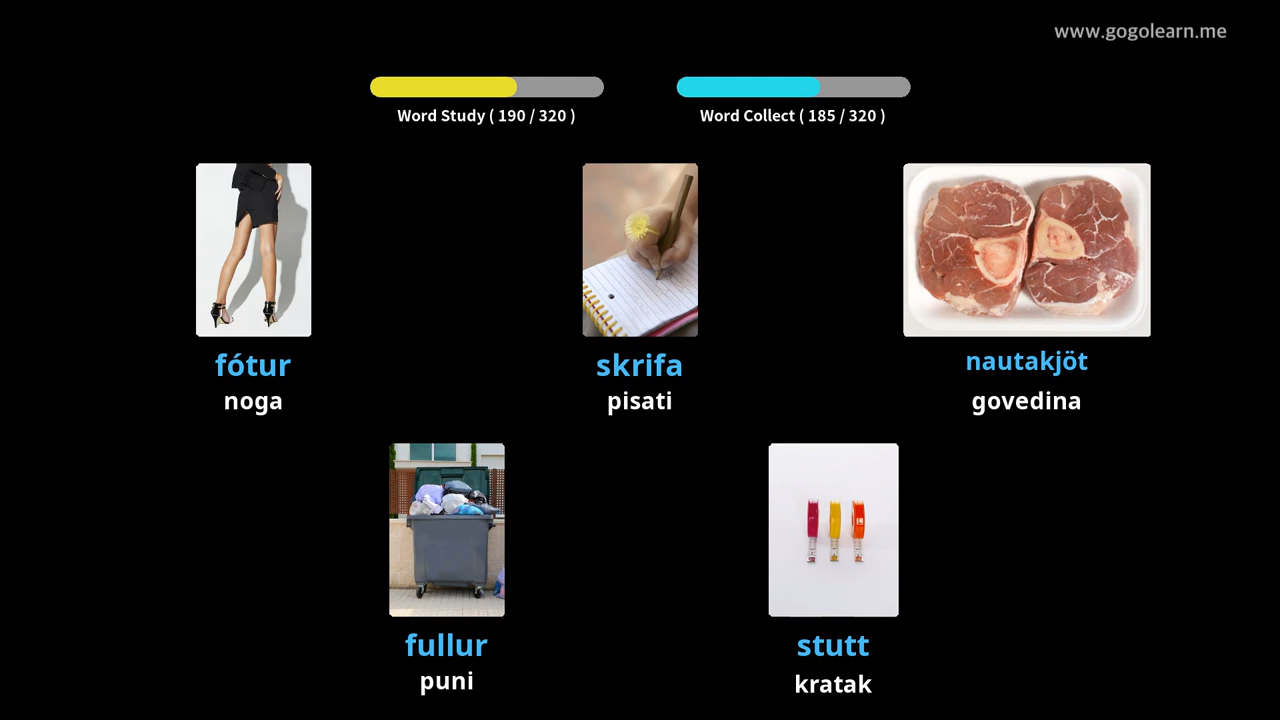 www.gogolearn.me
Word Study ( 190 / 320 )
Word Collect ( 185 / 320 )
fótur
noga
skrifa
pisati
nautakjöt
govedina
fullur
puni
stutt
kratak